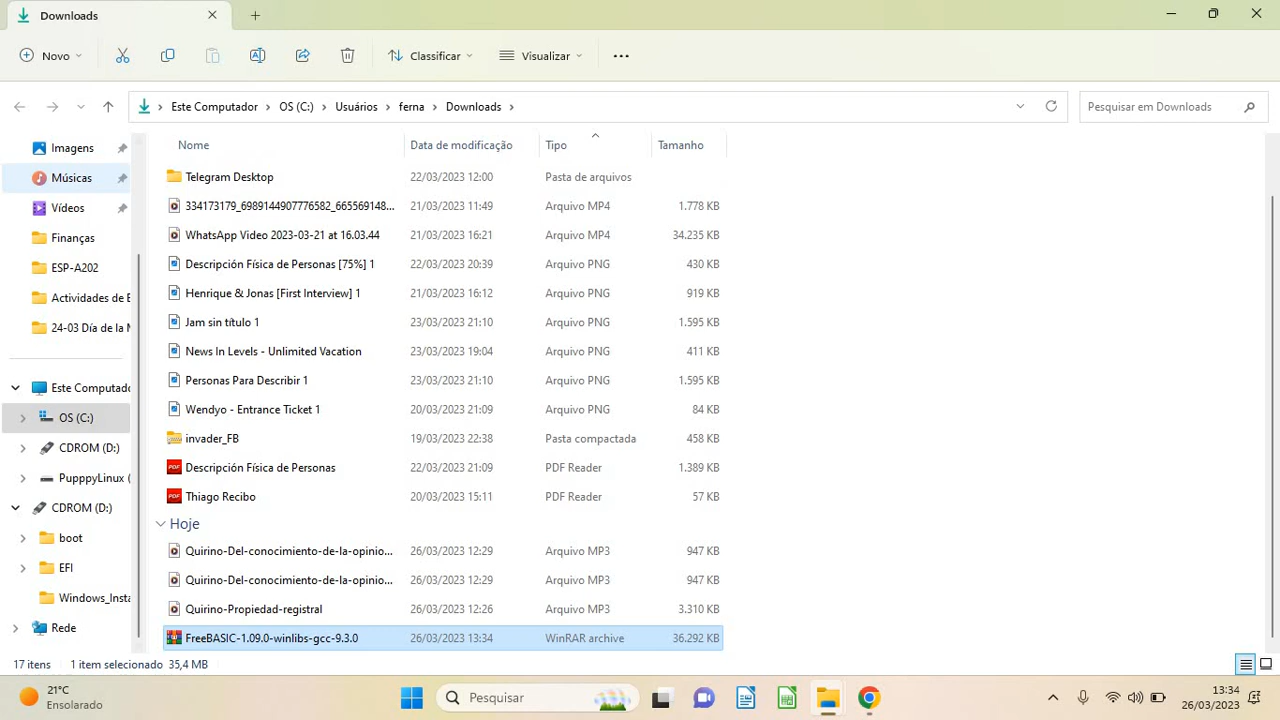 Downloads
Novo
Classificar
Visualizar
Este Computador
OS (C:)
Usuários
ferna
Downloads
Pesquisar em Downloads
Imagens
Músicas
Vídeos
Finanças
ESP-A202
Actividades de E
24-03 Día de la M
Este Computado
OS (C:)
CDROM (D:)
PupppyLinux (
CDROM (D:)
boot
EFI
Windows_Insta
Rede
Nome Data de modificação Tipo Tamanho
Telegram Desktop 22/03/2023 12:00 Pasta de arquivos
334173179_6989144907776582_665569148... 21/03/2023 11:49 Arquivo MP4 1.778 KB
WhatsApp Video 2023-03-21 at 16.03.44 21/03/2023 16:21 Arquivo MP4 34.235 KB
Descripción Física de Personas [75%] 1 22/03/2023 20:39 Arquivo PNG 430 KB
Henrique & Jonas [First Interview] 1 21/03/2023 16:12 Arquivo PNG 919 KB
Jam sin título 1 23/03/2023 21:10 Arquivo PNG 1.595 KB
News In Levels - Unlimited Vacation 23/03/2023 19:04 Arquivo PNG 411 KB
Personas Para Describir 1 23/03/2023 21:10 Arquivo PNG 1.595 KB
Wendyo - Entrance Ticket 1 20/03/2023 21:09 Arquivo PNG 84 KB
invader_FB 19/03/2023 22:38 Pasta compactada 458 KB
Descripción Física de Personas 22/03/2023 21:09 PDF Reader 1.389 KB
Thiago Recibo 20/03/2023 15:11 PDF Reader 57 KB
Hoje
Quirino-Del-conocimiento-de-la-opinio... 26/03/2023 12:29 Arquivo MP3 947 KB
Quirino-Del-conocimiento-de-la-opinio... 26/03/2023 12:29 Arquivo MP3 947 KB
Quirino-Propiedad-registral 26/03/2023 12:26 Arquivo MP3 3.310 KB
FreeBASIC-1.09.0-winlibs-gcc-9.3.0 26/03/2023 13:34 WinRAR archive 36.292 KB
17 itens 1 item selecionado 35,4 MB
21°C
Ensolarado
Pesquisar
13:34
26/03/2023